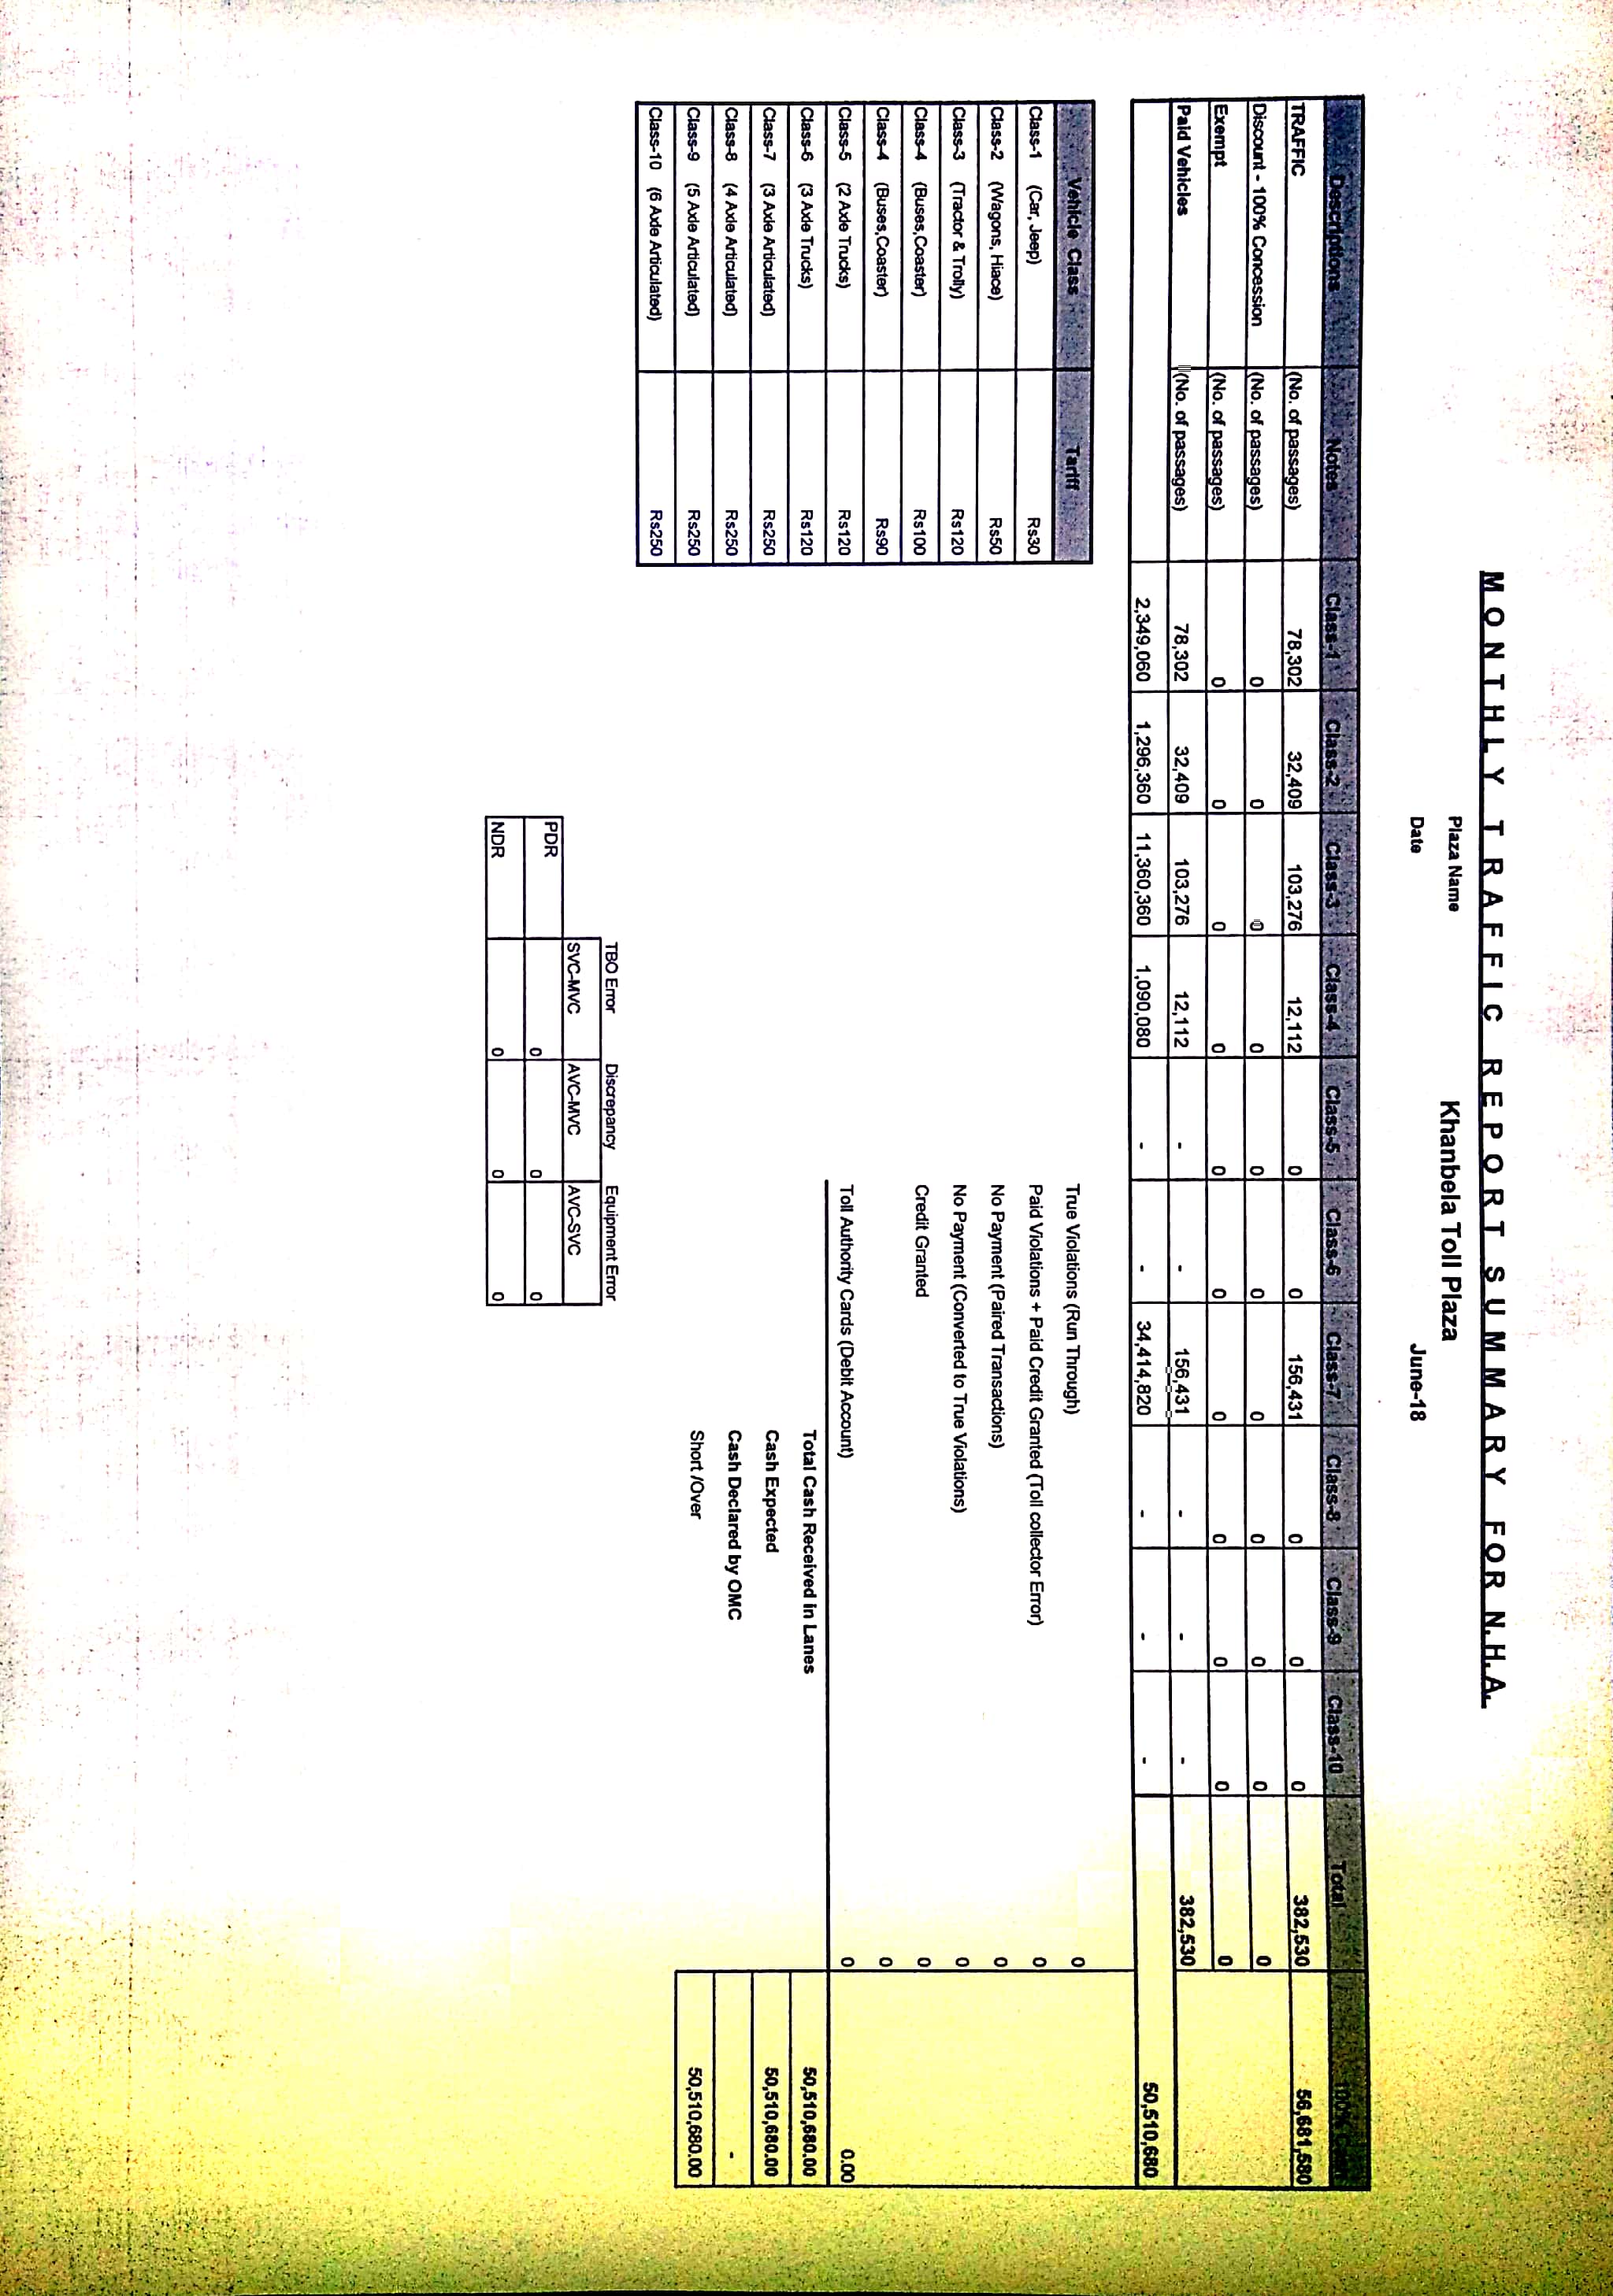 MONTHLY TRAFFIC REPORT SUMMARY FOR N.H.A.
Plaza Name Khanbela Toll Plaza
Date June-18
Descriptions Notes Class-1 Class-2 Class-3 Class-4 Class-5 Class-6 Class-7 Class-8 Class-9 Class-10 Total 100%
TRAFFIC (No. of passages) 78,302 32,409 103,276 12,112 0 0 156,431 0 0 0 382,530 56,681,580
Discount - 100% Concession (No. of passages) 0 0 0 0 0 0 0 0 0 0 0
Exempt (No. of passages) 0 0 0 0 0 0 0 0 0 0 0
Paid Vehicles (No. of passages) 78,302 32,409 103,276 12,112 - - 156,431 - - - 382,530
2,349,060 1,296,360 11,360,360 1,090,080 - - 34,414,820 - - - 50,510,680
Vehicle Class Tariff
Class-1 (Car, Jeep) Rs30
Class-2 (Wagons, Hiace) Rs50
Class-3 (Tractor & Trolly) Rs120
Class-4 (Buses,Coaster) Rs100
Class-4 (Buses,Coaster) Rs90
Class-5 (2 Axle Trucks) Rs120
Class-6 (3 Axle Trucks) Rs120
Class-7 (3 Axle Articulated) Rs250
Class-8 (4 Axle Articulated) Rs250
Class-9 (5 Axle Articulated) Rs250
Class-10 (6 Axle Articulated) Rs250
True Violations (Run Through) 0
Paid Violations + Paid Credit Granted (Toll collector Error) 0
No Payment (Paired Transactions) 0
No Payment (Converted to True Violations) 0
Credit Granted 0
0
Toll Authority Cards (Debit Account) 0 0.00
Total Cash Received in Lanes 50,510,680.00
Cash Expected 50,510,680.00
Cash Declared by OMC -
Short /Over 50,510,680.00
TBO Error Discrepancy Equipment Error
SVC-MVC AVC-MVC AVC-SVC
PDR 0 0 0
NDR 0 0 0